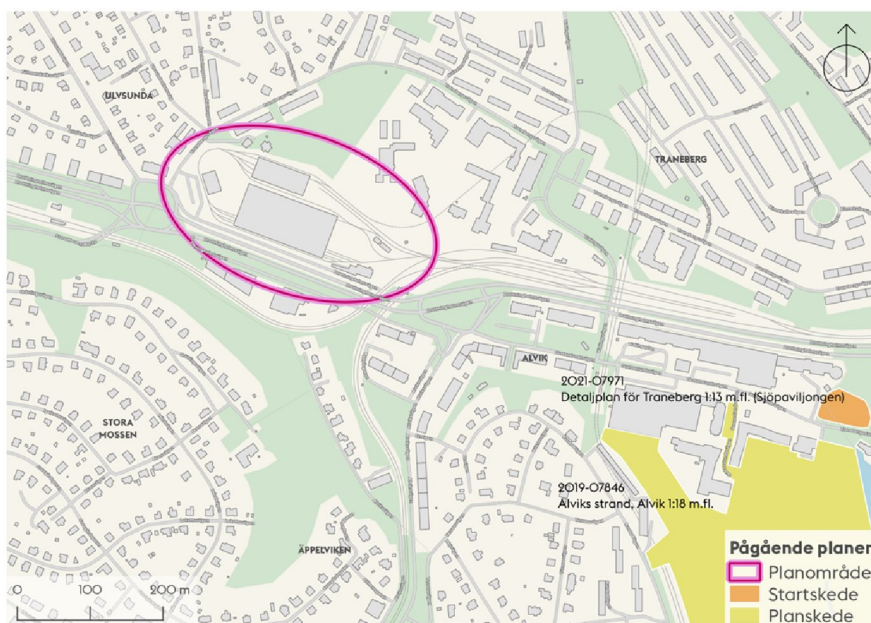 ULVSUNDA
TRANEBERG
ALVIK
2021-07971
Detaljplan för Traneberg 1:13 m.fl. (Sjöpaviljongen)
STORA
MOSSEN
2019-07846
Alviks strand, Alvik 1:18 m.fl.
ÄPPELVIKEN
Pågående planer
Planområde
Startskede
Planskede
0 100 200 m